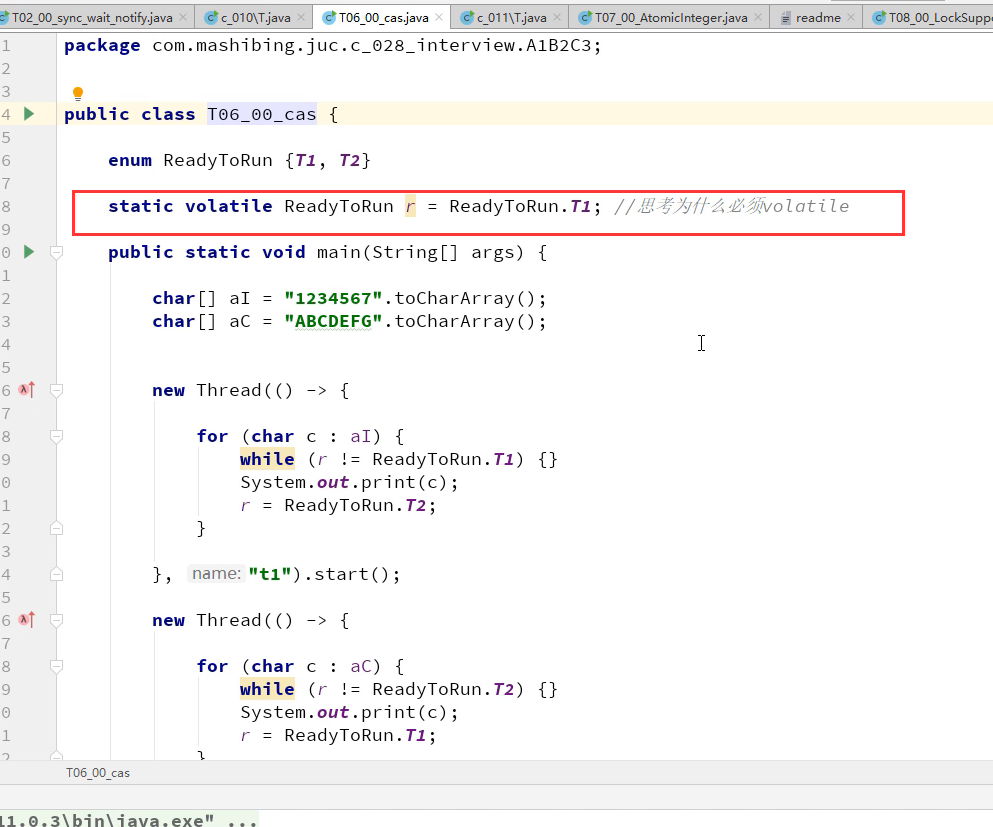 T02_00_sync_wait_notify.java × c_010\T.java × T06_00_cas.java × c_011\T.java × T07_00_AtomicInteger.java × readme × T08_00_LockSuppo
1 package com.mashibing.juc.c_028_interview.A1B2C3;
2
3
4 public class T06_00_cas {
5
6 enum ReadyToRun {T1, T2}
7
8 static volatile ReadyToRun r = ReadyToRun.T1; //思考为什么必须volatile
9
0 public static void main(String[] args) {
1
2 char[] aI = "1234567".toCharArray();
3 char[] aC = "ABCDEFG".toCharArray();
4
5
6 new Thread(() -> {
7
8 for (char c : aI) {
9 while (r != ReadyToRun.T1) {}
0 System.out.print(c);
1 r = ReadyToRun.T2;
2 }
3
4 }, name: "t1").start();
5
6 new Thread(() -> {
7
8 for (char c : aC) {
9 while (r != ReadyToRun.T2) {}
0 System.out.print(c);
1 r = ReadyToRun.T1;
2 }
T06_00_cas
11.0.3\bin\java.exe" ...